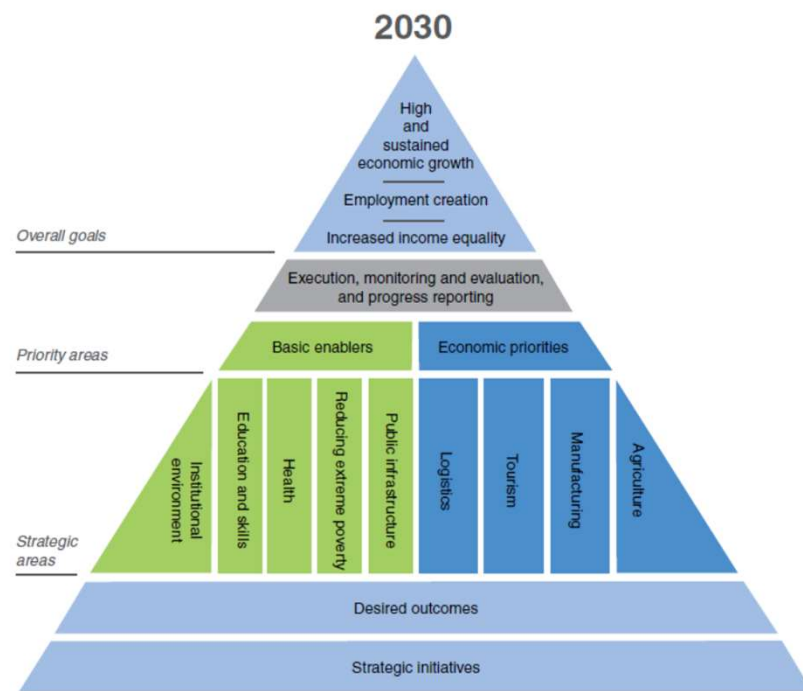 2030
High
and
sustained
economic growth
Employment creation
Increased income equality
Overall goals
Execution, monitoring and evaluation,
and progress reporting
Priority areas
Basic enablers
Economic priorities
Institutional
environment
Education and skills
Health
Reducing extreme poverty
Public infrastructure
Logistics
Tourism
Manufacturing
Agriculture
Strategic
areas
Desired outcomes
Strategic initiatives